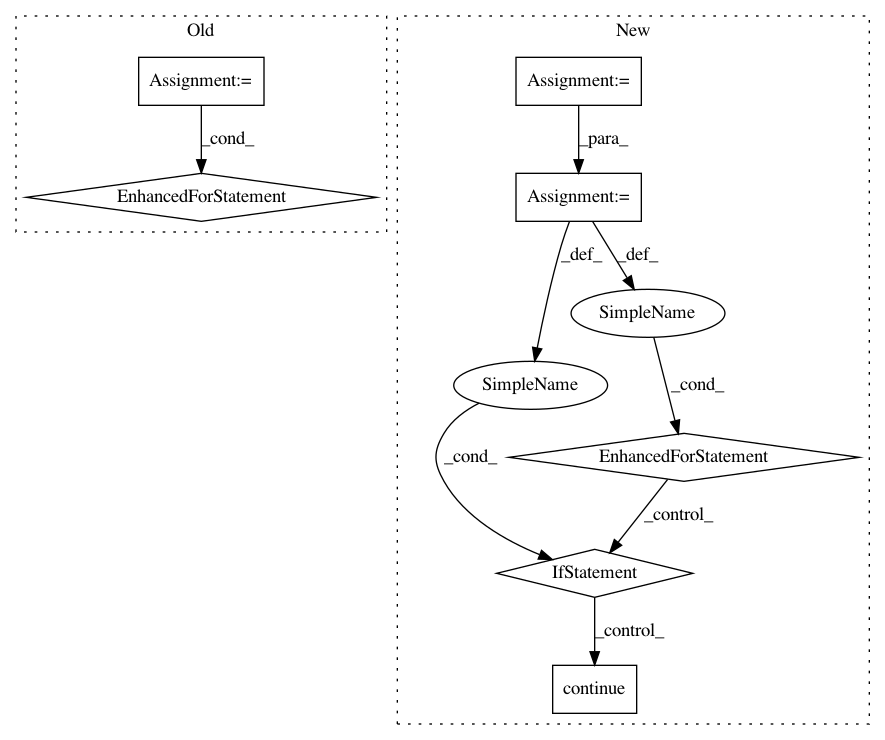 Old
New
Assignment:=
Assignment:=
_cond_
_para_
EnhancedForStatement
Assignment:=
_def_
_def_
SimpleName
SimpleName
_cond_
_cond_
EnhancedForStatement
_control_
IfStatement
_control_
continue